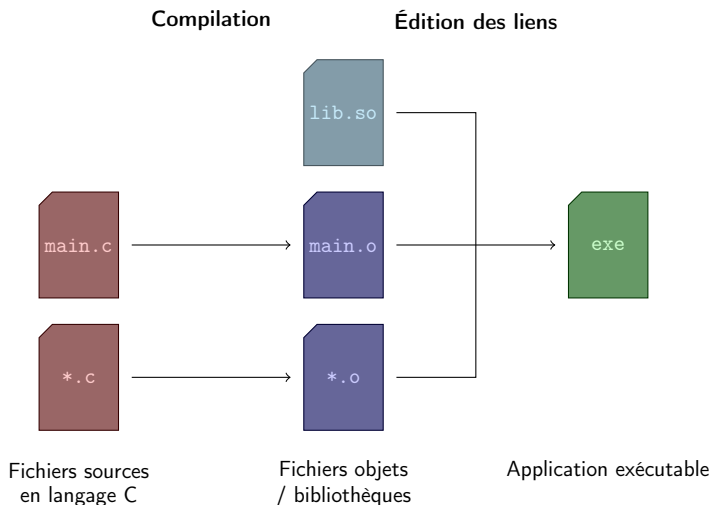 Compilation
Édition des liens
lib.so
main.c
main.o
exe
*.c
*.o
Fichiers sources
en langage C
Fichiers objets
/ bibliothèques
Application exécutable